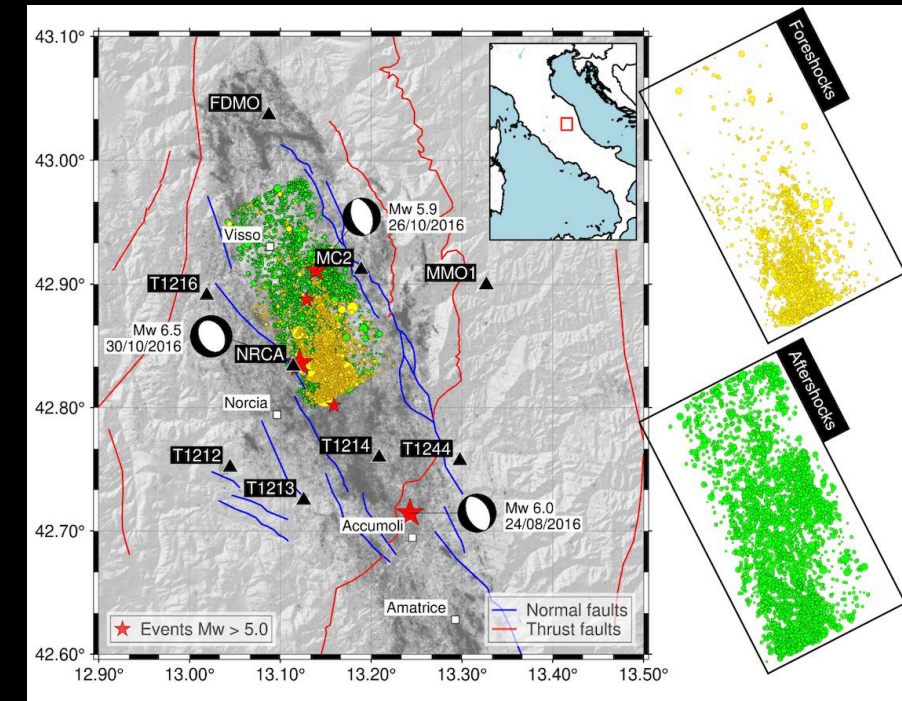 43.10°
43.00°
42.90°
42.80°
42.70°
42.60°
12.90°
13.00°
13.10°
13.20°
13.30°
13.40°
13.50°
FDMO
Visso
Mw 5.9
26/10/2016
MC2
MMO1
T1216
Mw 6.5
30/10/2016
NRCA
Norcia
T1212
T1214
T1244
T1213
Accumoli
Mw 6.0
24/08/2016
Amatrice
Events Mw > 5.0
Normal faults
Thrust faults
Foreshocks
Aftershocks